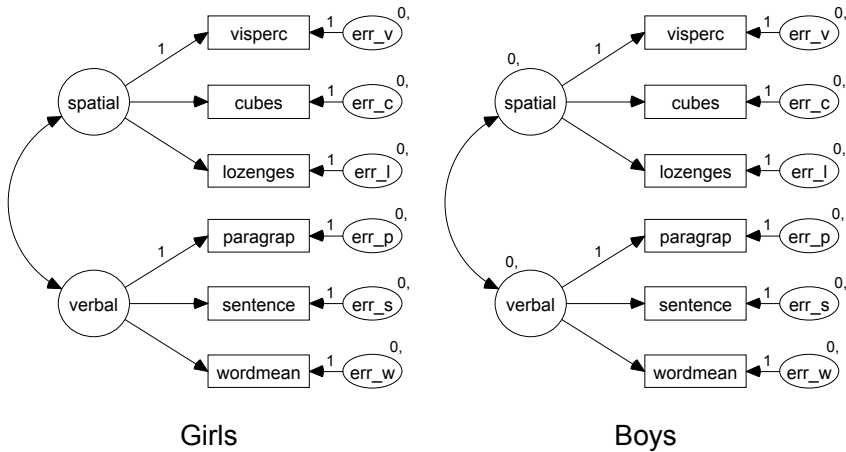 0,
1
visperc
1
err_v
0,
spatial
cubes
1
err_c
0,
lozenges
1
err_l
0,
1
paragrap
1
err_p
0,
verbal
sentence
1
err_s
0,
wordmean
1
err_w
Girls
0,
0,
1
visperc
1
err_v
0,
spatial
cubes
1
err_c
0,
lozenges
1
err_l
0,
1
paragrap
1
err_p
0,
0,
verbal
sentence
1
err_s
0,
wordmean
1
err_w
Boys